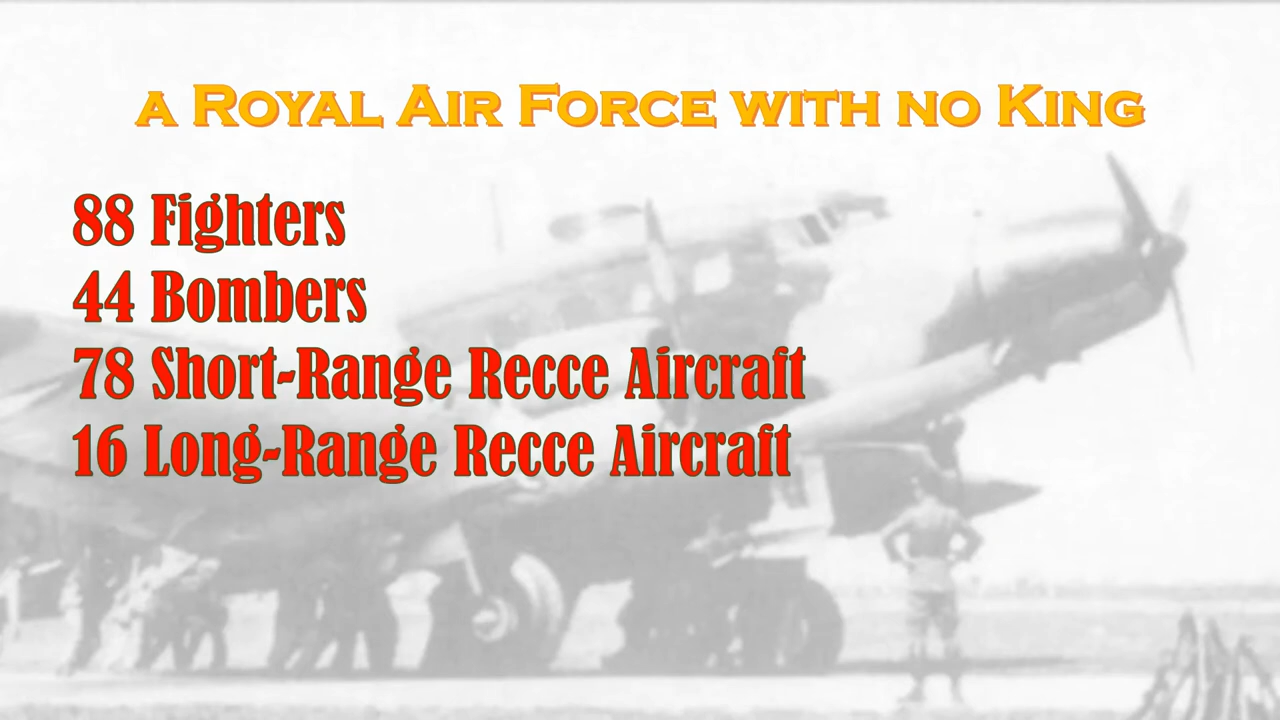 a Royal Air Force with no King
88 Fighters
44 Bombers
78 Short-Range Recce Aircraft
16 Long-Range Recce Aircraft